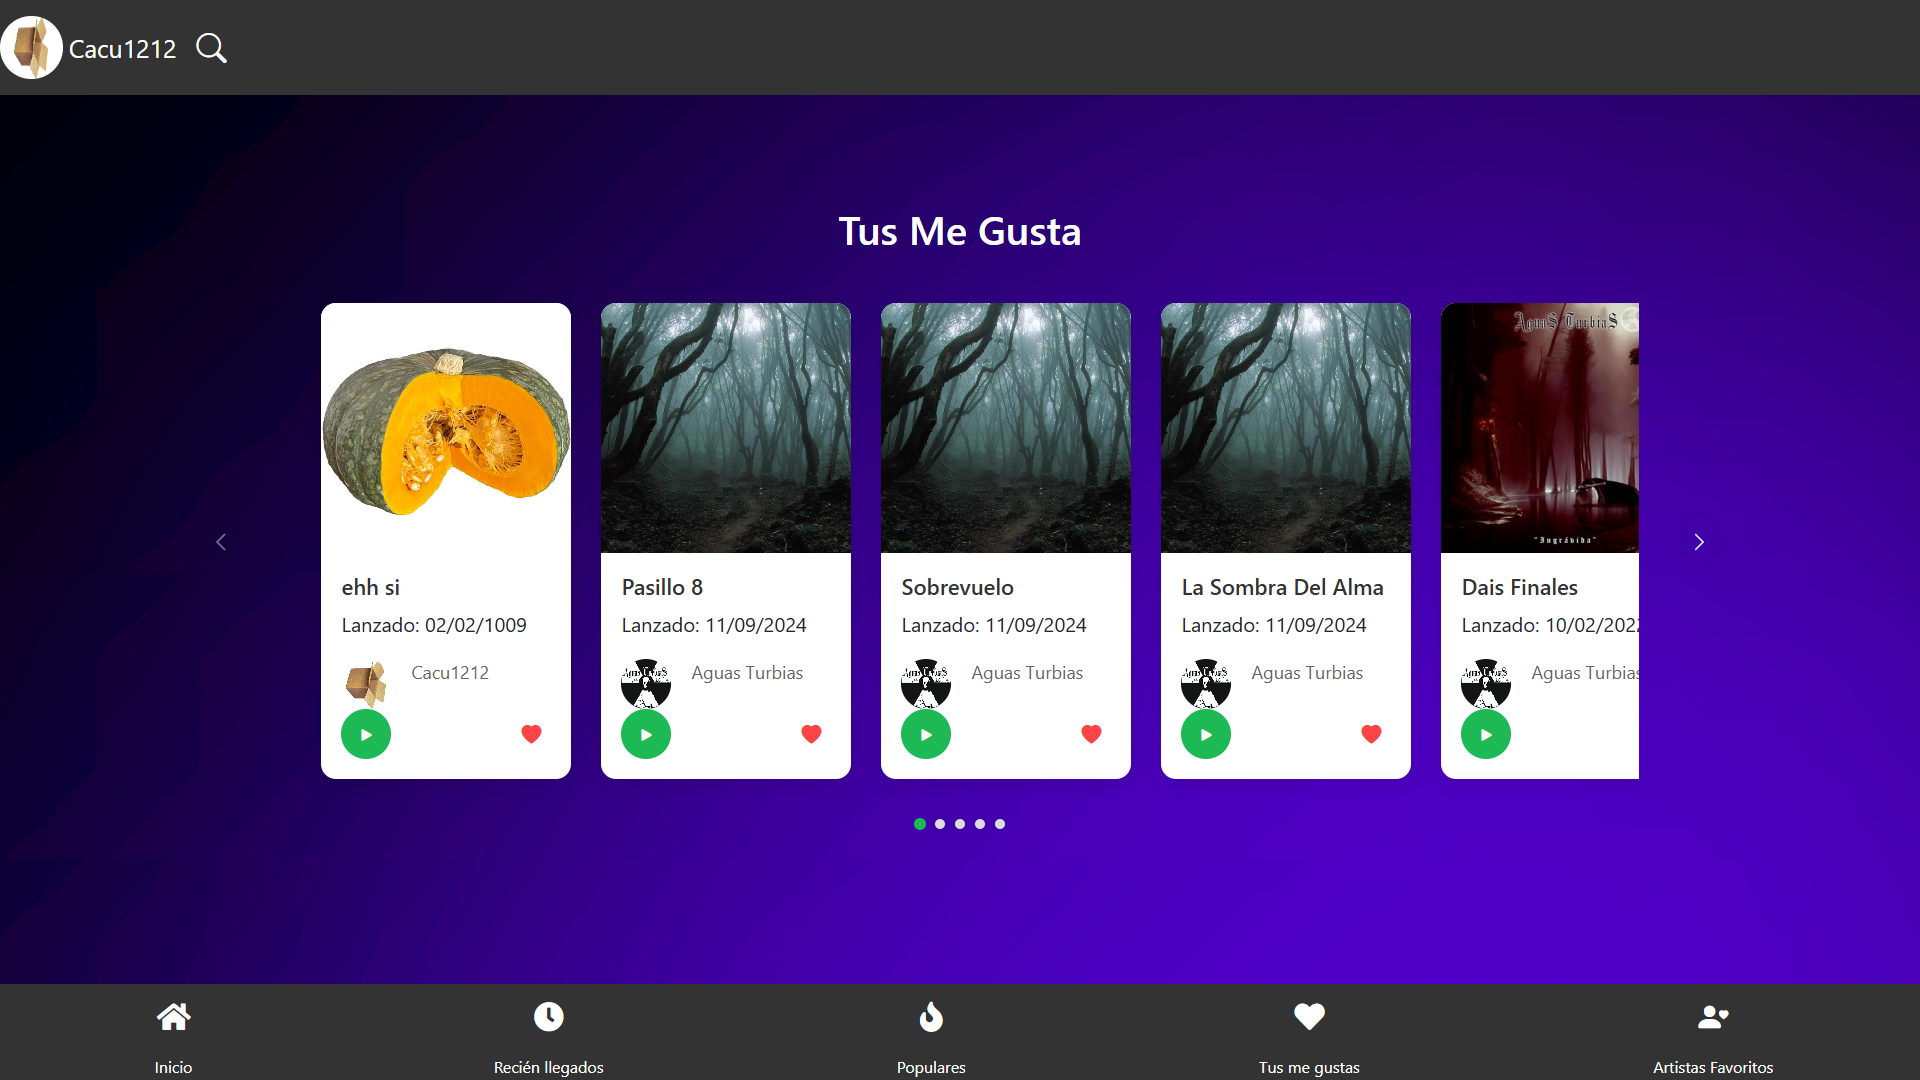 Cacu1212
Tus Me Gusta
AguaS TurbiaS
"Ingrávida"
ehh si
Lanzado: 02/02/1009
Cacu1212
Pasillo 8
Lanzado: 11/09/2024
Aguas Turbias
Sobrevuelo
Lanzado: 11/09/2024
Aguas Turbias
La Sombra Del Alma
Lanzado: 11/09/2024
Aguas Turbias
Dais Finales
Lanzado: 10/02/2022
Aguas Turbias
Inicio
Recién llegados
Populares
Tus me gustas
Artistas Favoritos